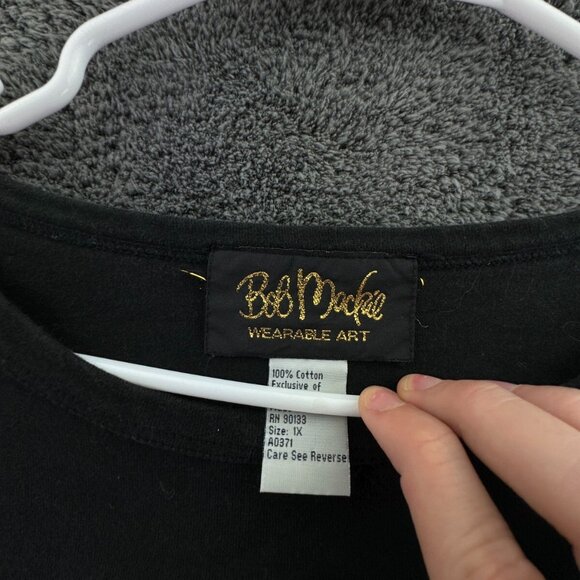 Bob Mackie
WEARABLE ART
100% Cotton
Exclusive of
RN 90133
Size: 1X
A0371
Care See Reverse